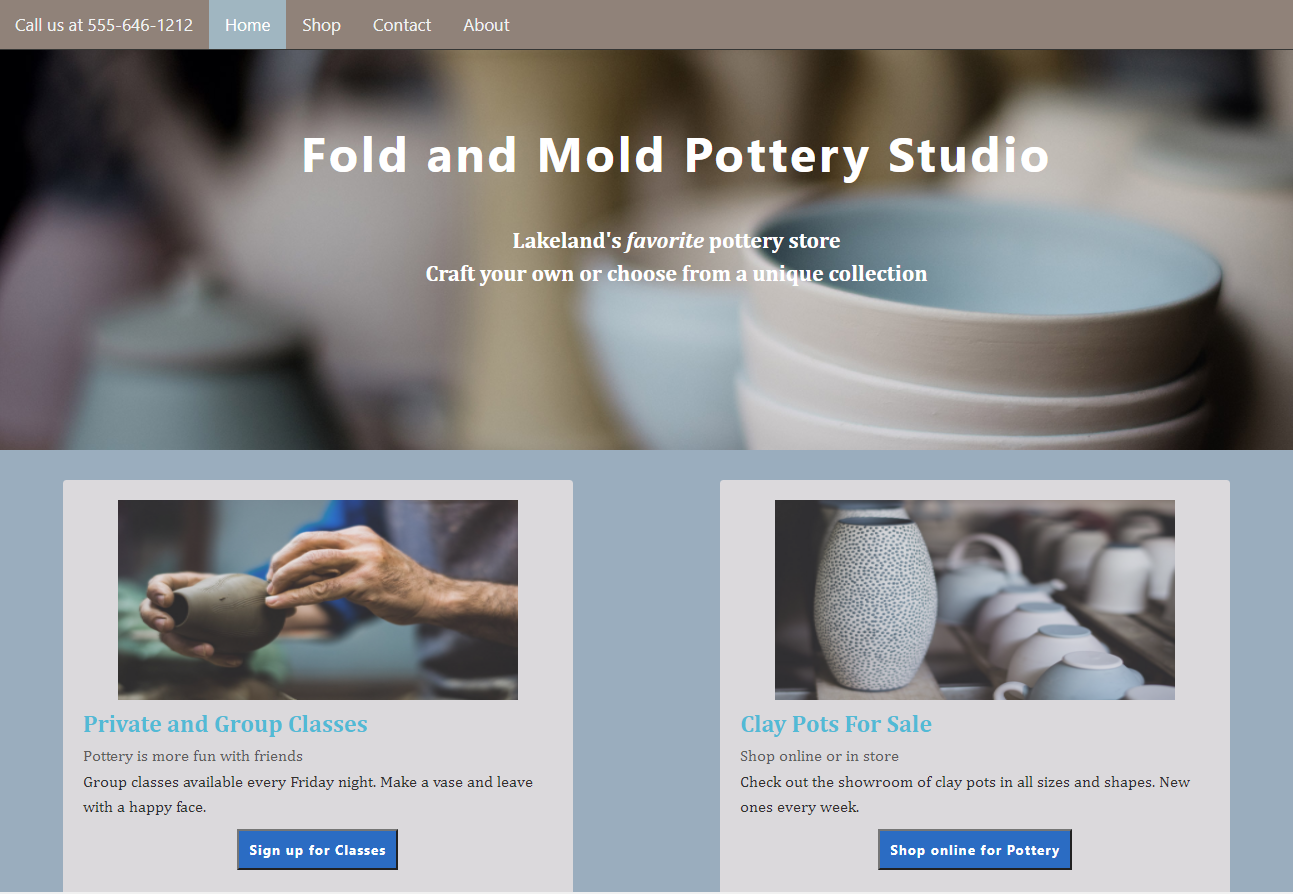 Call us at 555-646-1212 Home Shop Contact About
Fold and Mold Pottery Studio
Lakeland's favorite pottery store
Craft your own or choose from a unique collection
Private and Group Classes
Pottery is more fun with friends
Group classes available every Friday night. Make a vase and leave
with a happy face.
Sign up for Classes
Clay Pots For Sale
Shop online or in store
Check out the showroom of clay pots in all sizes and shapes. New
ones every week.
Shop online for Pottery